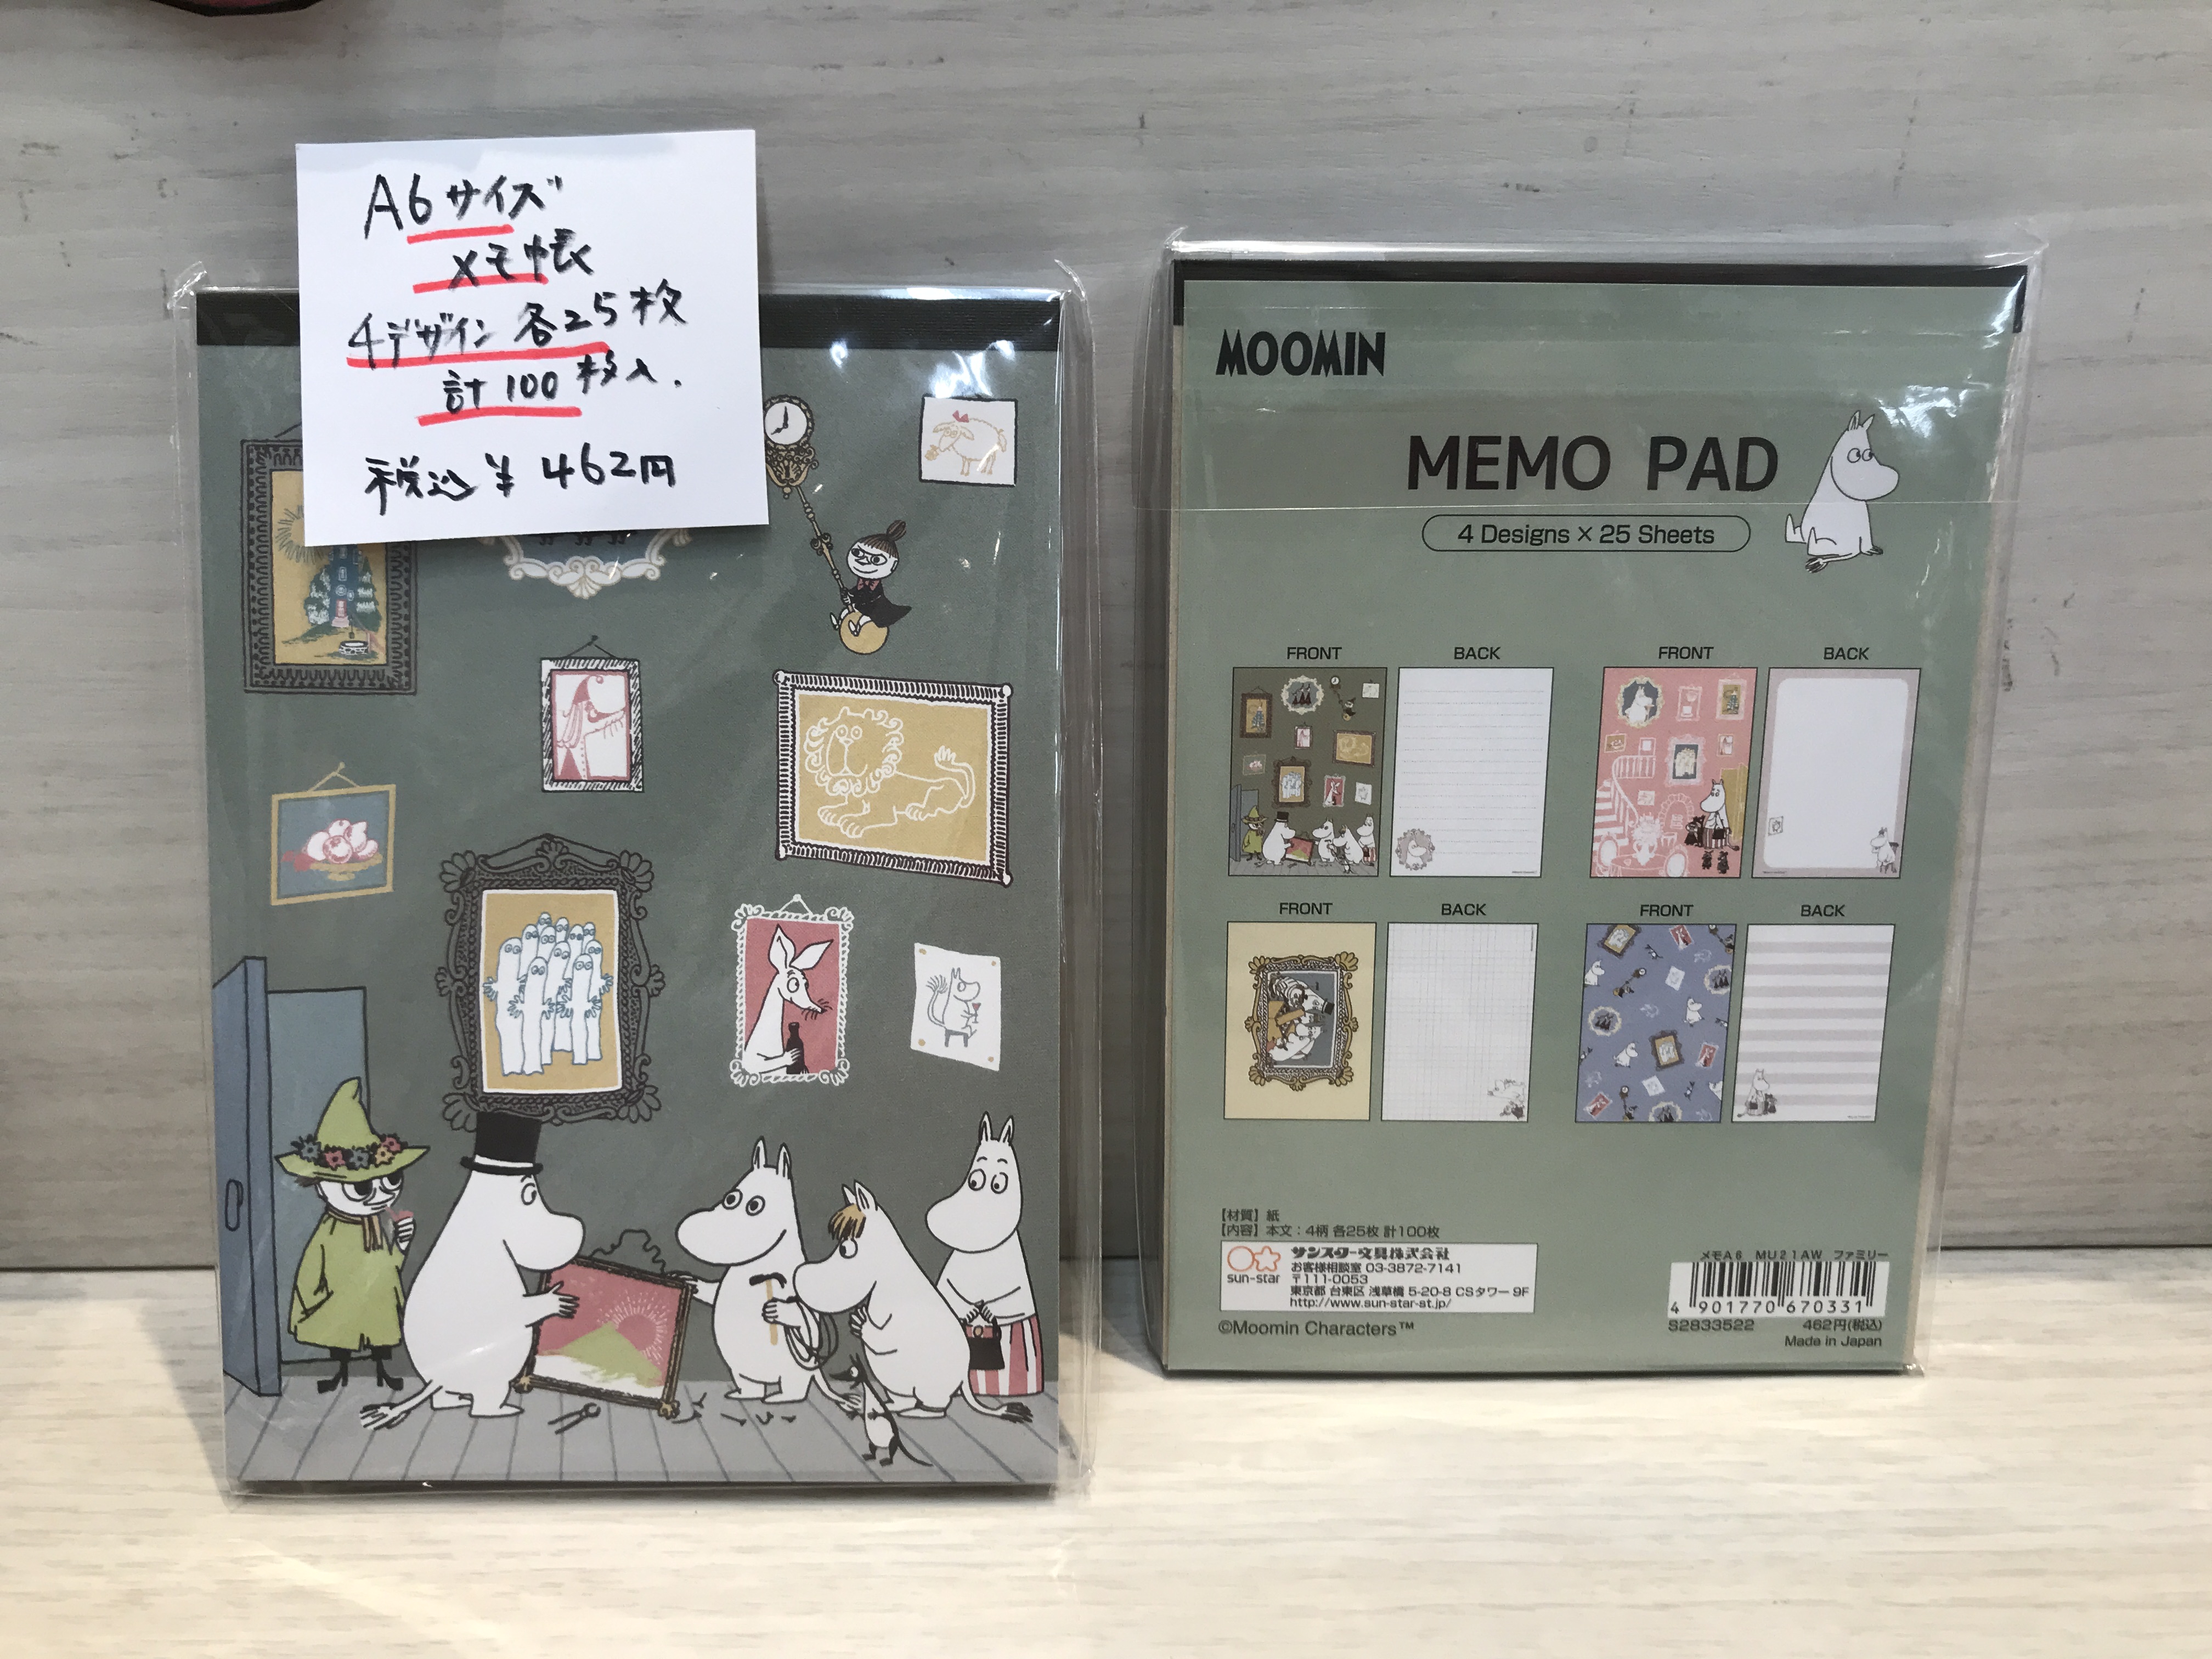 A6サイズ
メモ帳
4デザイン 各25枚
計100枚入.
税込¥462円
MOOMIN
MEMO PAD
4 Designs × 25 Sheets
FRONT BACK FRONT BACK
FRONT BACK FRONT BACK
【材質】紙
【内容】本文：4柄 各25枚 計100枚
sun-star
サンスター文具株式会社
お客様相談室 03-3872-7141
〒111-0053
東京都 台東区 浅草橋 5-20-8 CSタワー 9F
http://www.sun-star-st.jp/
©Moomin Characters™
メモA6 MU21AW ファミリー
4 901770 670331
S2833522 462円(税込)
Made in Japan